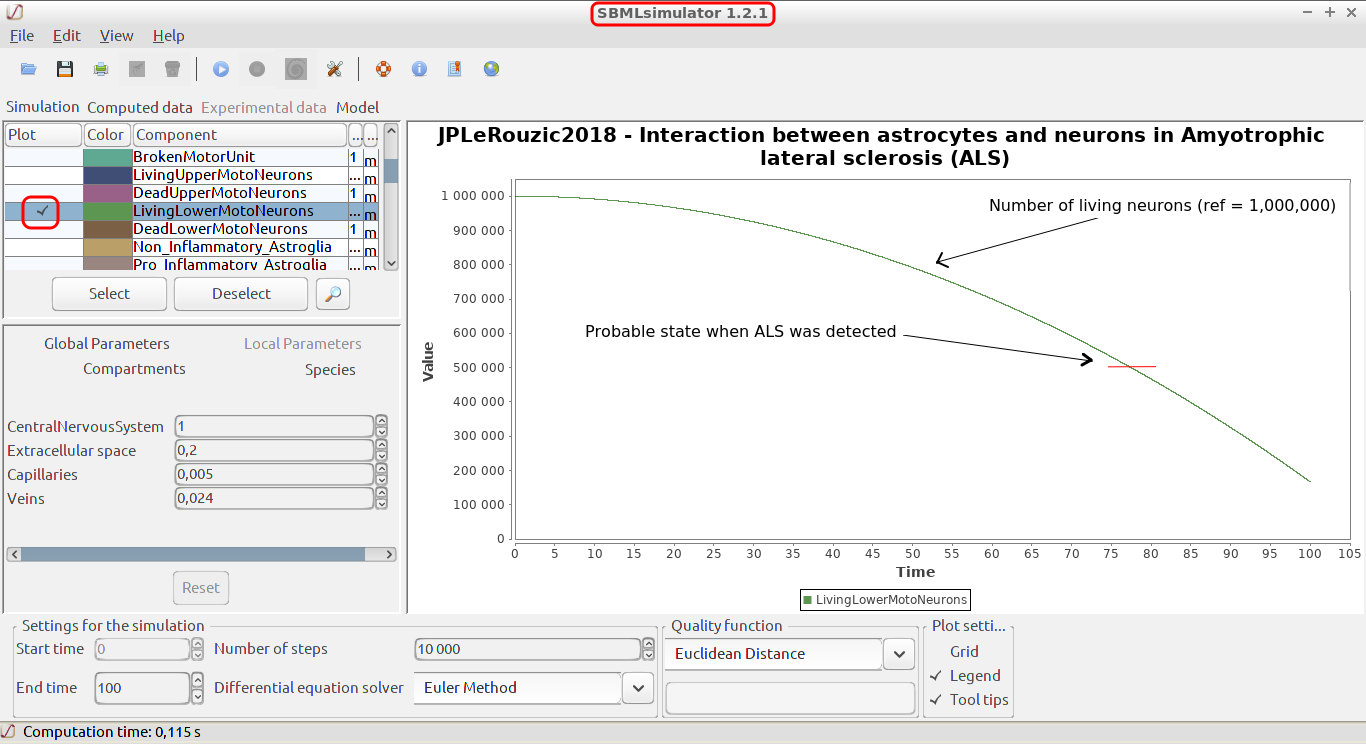 SBMLsimulator 1.2.1
File Edit View Help
Simulation Computed data Experimental data Model
Plot Color Component ... ...
BrokenMotorUnit 1 m
LivingUpperMotoNeurons ... m
DeadUpperMotoNeurons 1 m
LivingLowerMotoNeurons ... m
DeadLowerMotoNeurons 1 m
Non_Inflammatory_Astroglia ... m
Pro_Inflammatory_Astroglia ... m
Select Deselect
Global Parameters Local Parameters
Compartments Species
CentralNervousSystem 1
Extracellular space 0,2
Capillaries 0,005
Veins 0,024
Reset
JPLeRouzic2018 - Interaction between astrocytes and neurons in Amyotrophic
lateral sclerosis (ALS)
Number of living neurons (ref = 1,000,000)
Probable state when ALS was detected
Value
1 000 000
900 000
800 000
700 000
600 000
500 000
400 000
300 000
200 000
100 000
0
0 5 10 15 20 25 30 35 40 45 50 55 60 65 70 75 80 85 90 95 100 105
Time
LivingLowerMotoNeurons
Settings for the simulation
Start time 0 Number of steps 10 000
End time 100 Differential equation solver Euler Method
Quality function
Euclidean Distance
Plot setti...
Grid
Legend
Tool tips
Computation time: 0,115 s